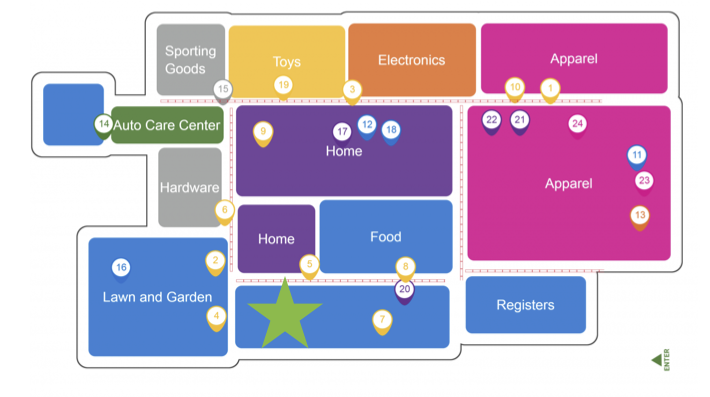 Sporting
Goods
Toys
Electronics
Apparel
15
19
3
10
1
14
Auto Care Center
9
17
12
18
Home
22
21
24
11
23
13
Apparel
Hardware
6
Home
Food
16
2
Lawn and Garden
4
5
8
20
7
Registers
ENTER